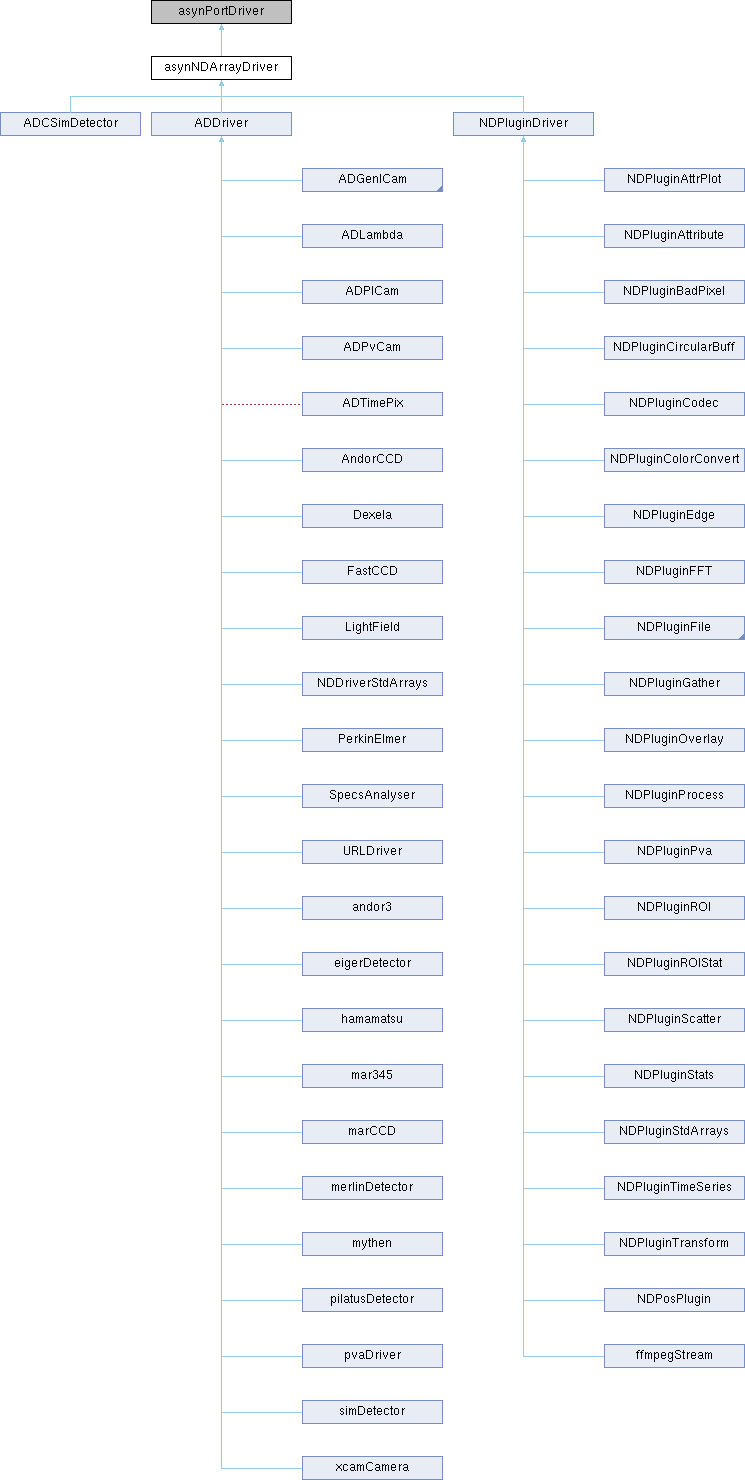 asynPortDriver
asynNDArrayDriver
ADCSimDetector ADDriver NDPluginDriver
ADGenICam NDPluginAttrPlot
ADLambda NDPluginAttribute
ADPICam NDPluginBadPixel
ADPvCam NDPluginCircularBuff
ADTimePix NDPluginCodec
AndorCCD NDPluginColorConvert
Dexela NDPluginEdge
FastCCD NDPluginFFT
LightField NDPluginFile
NDDriverStdArrays NDPluginGather
PerkinElmer NDPluginOverlay
SpecsAnalyser NDPluginProcess
URLDriver NDPluginPva
andor3 NDPluginROI
eigerDetector NDPluginROIStat
hamamatsu NDPluginScatter
mar345 NDPluginStats
marCCD NDPluginStdArrays
merlinDetector NDPluginTimeSeries
mythen NDPluginTransform
pilatusDetector NDPosPlugin
pvaDriver ffmpegStream
simDetector
xcamCamera